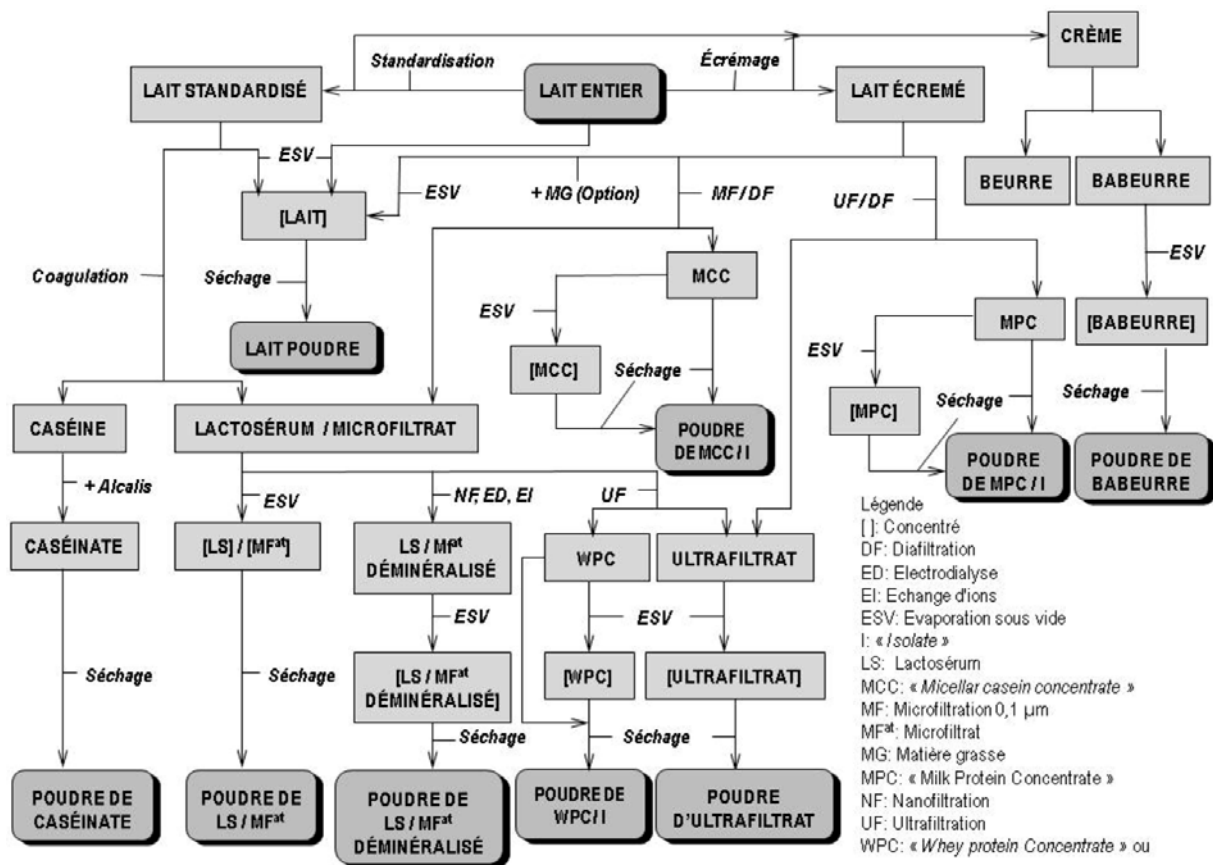 CRÈME
Standardisation
Écrémage
LAIT STANDARDISÉ
LAIT ENTIER
LAIT ÉCREMÉ
ESV
ESV
+ MG (Option)
MF / DF
UF / DF
BEURRE
BABEURRE
[LAIT]
Coagulation
Séchage
MCC
ESV
ESV
MPC
[BABEURRE]
LAIT POUDRE
[MCC]
Séchage
ESV
Séchage
[MPC]
Séchage
CASÉINE
LACTOSÉRUM / MICROFILTRAT
POUDRE
DE MCC / I
POUDRE
DE MPC / I
POUDRE DE
BABEURRE
+ Alcalis
ESV
NF, ED, EI
UF
CASÉINATE
[LS] / [MFat]
LS / Mfat
DÉMINÉRALISÉ
WPC
ULTRAFILTRAT
ESV
ESV
Séchage
Séchage
[LS / MFat
DÉMINÉRALISÉ]
[WPC]
[ULTRAFILTRAT]
Séchage
Séchage
POUDRE DE
CASÉINATE
POUDRE DE
LS / MFat
POUDRE DE
LS / MFat
DÉMINÉRALISÉ
POUDRE DE
WPC/ I
POUDRE
D'ULTRAFILTRAT
Légende
[ ]: Concentré
DF: Diafiltration
ED: Electrodialyse
EI: Echange d'ions
ESV: Evaporation sous vide
I: « Isolate »
LS: Lactosérum
MCC: « Micellar casein concentrate »
MF: Microfiltration 0,1 µm
MFat: Microfiltrat
MG: Matière grasse
MPC: « Milk Protein Concentrate »
NF: Nanofiltration
UF: Ultrafiltration
WPC: « Whey protein Concentrate » ou